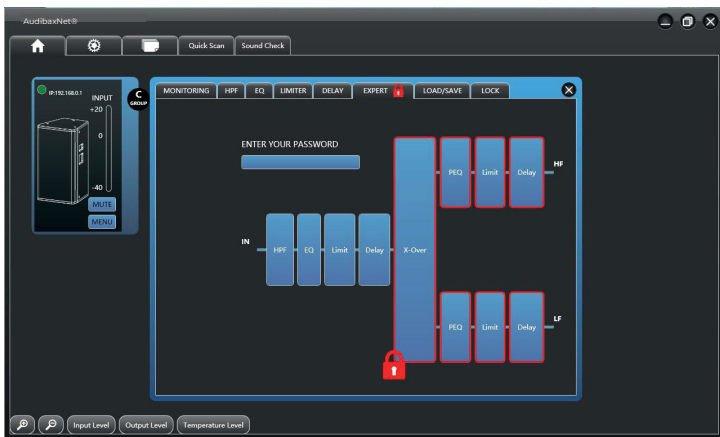 AudibaxNet®
Quick Scan
Sound Check
IP:192.168.0.1
INPUT
+20
0
-40
MUTE
MENU
C
GROUP
MONITORING
HPF
EQ
LIMITER
DELAY
EXPERT
LOAD/SAVE
LOCK
ENTER YOUR PASSWORD
IN
HPF
EQ
Limit
Delay
X-Over
PEQ
Limit
Delay
HF
PEQ
Limit
Delay
LF
Input Level
Output Level
Temperature Level